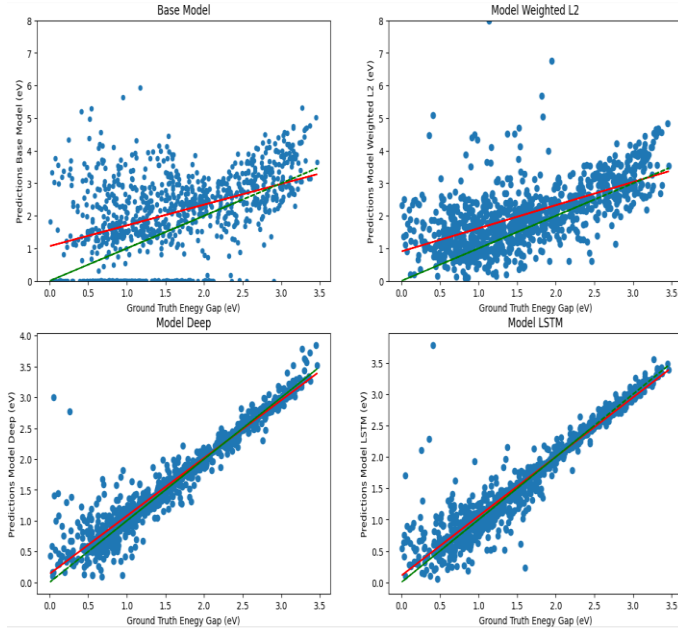 Base Model
Predictions Base Model (eV)
8
7
6
5
4
3
2
1
0
0.0 0.5 1.0 1.5 2.0 2.5 3.0 3.5
Ground Truth Enegy Gap (eV)
Model Weighted L2
Predictions Model Weighted L2 (eV)
8
7
6
5
4
3
2
1
0
0.0 0.5 1.0 1.5 2.0 2.5 3.0 3.5
Ground Truth Enegy Gap (eV)
Model Deep
Predictions Model Deep (eV)
4.0
3.5
3.0
2.5
2.0
1.5
1.0
0.5
0.0
0.0 0.5 1.0 1.5 2.0 2.5 3.0 3.5
Ground Truth Enegy Gap (eV)
Model LSTM
Predictions Model LSTM (eV)
3.5
3.0
2.5
2.0
1.5
1.0
0.5
0.0
0.0 0.5 1.0 1.5 2.0 2.5 3.0 3.5
Ground Truth Enegy Gap (eV)